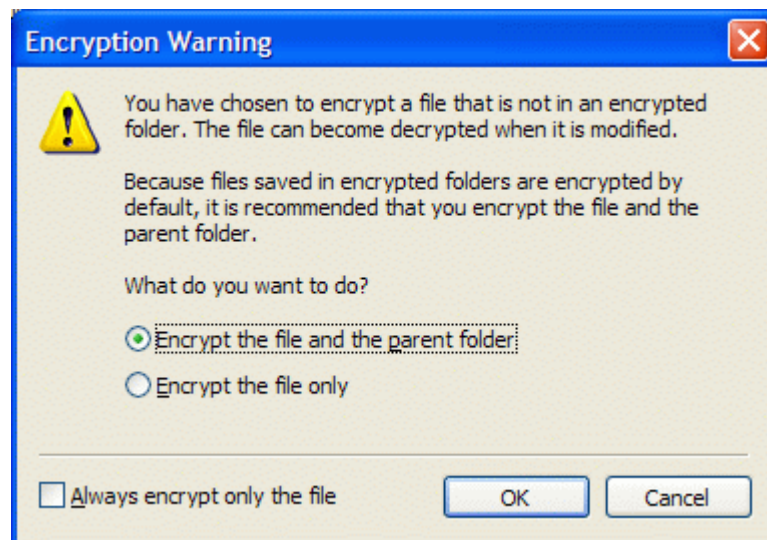 Encryption Warning
You have chosen to encrypt a file that is not in an encrypted
folder. The file can become decrypted when it is modified.
Because files saved in encrypted folders are encrypted by
default, it is recommended that you encrypt the file and the
parent folder.
What do you want to do?
Encrypt the file and the parent folder
Encrypt the file only
Always encrypt only the file
OK
Cancel